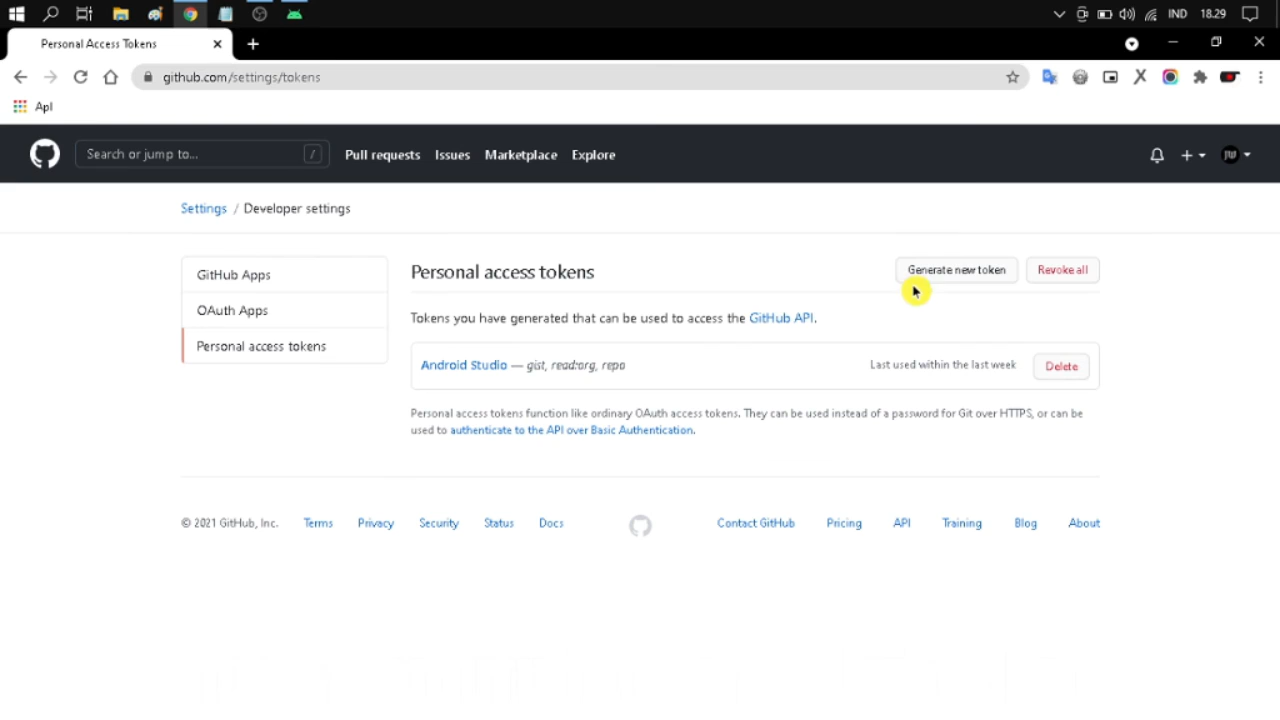 IND
18.29
Personal Access Tokens
github.com/settings/tokens
Apl
Search or jump to...
/
Pull requests
Issues
Marketplace
Explore
Settings / Developer settings
GitHub Apps
OAuth Apps
Personal access tokens
Personal access tokens
Generate new token
Revoke all
Tokens you have generated that can be used to access the GitHub API.
Android Studio — gist, read:org, repo
Last used within the last week
Delete
Personal access tokens function like ordinary OAuth access tokens. They can be used instead of a password for Git over HTTPS, or can be
used to authenticate to the API over Basic Authentication.
© 2021 GitHub, Inc.
Terms
Privacy
Security
Status
Docs
Contact GitHub
Pricing
API
Training
Blog
About